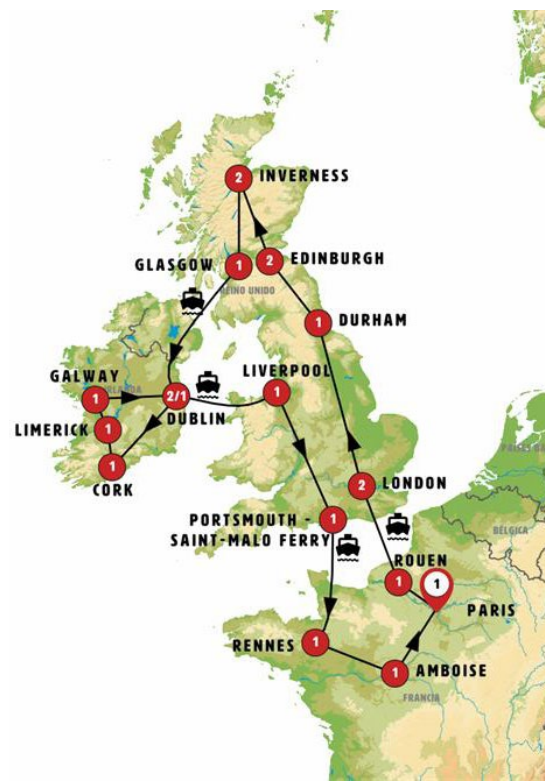 2
INVERNESS
GLASGOW
1
2
EDINBURGH
REINO UNIDO
1
DURHAM
GALWAY
1
2/1
DUBLIN
LIVERPOOL
1
LIMERICK
1
1
CORK
2
LONDON
PORTSMOUTH -
SAINT-MALO FERRY
1
BÉLGICA
ROUEN
1
1
PARIS
RENNES
1
1
AMBOISE
FRANCIA